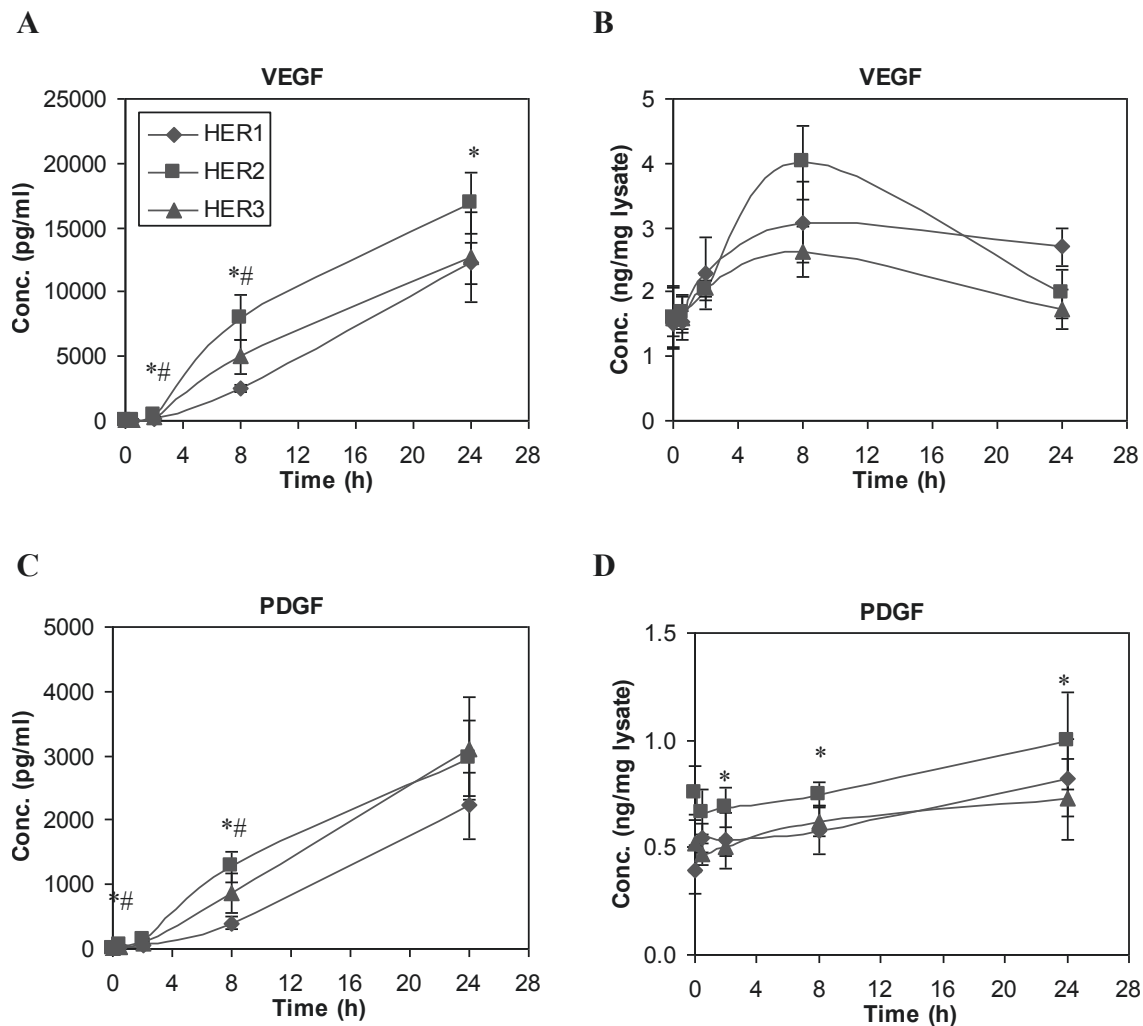 A
VEGF
25000
20000
15000
10000
5000
0
Conc. (pg/ml)
HER1
HER2
HER3
*#
*#
*
0 4 8 12 16 20 24 28
Time (h)
B
VEGF
5
4
3
2
1
0
Conc. (ng/mg lysate)
0 4 8 12 16 20 24 28
Time (h)
C
PDGF
5000
4000
3000
2000
1000
0
Conc. (pg/ml)
*#
*#
0 4 8 12 16 20 24 28
Time (h)
D
PDGF
1.5
1.0
0.5
0.0
Conc. (ng/mg lysate)
*
*
*
0 4 8 12 16 20 24 28
Time (h)